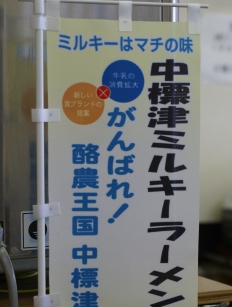 ミルキーはマチの味
中標津ミルキーラーメン
牛乳の
消費拡大
×
新しい
食ブランドの
提案
がんばれ!
酪農王国 中標津